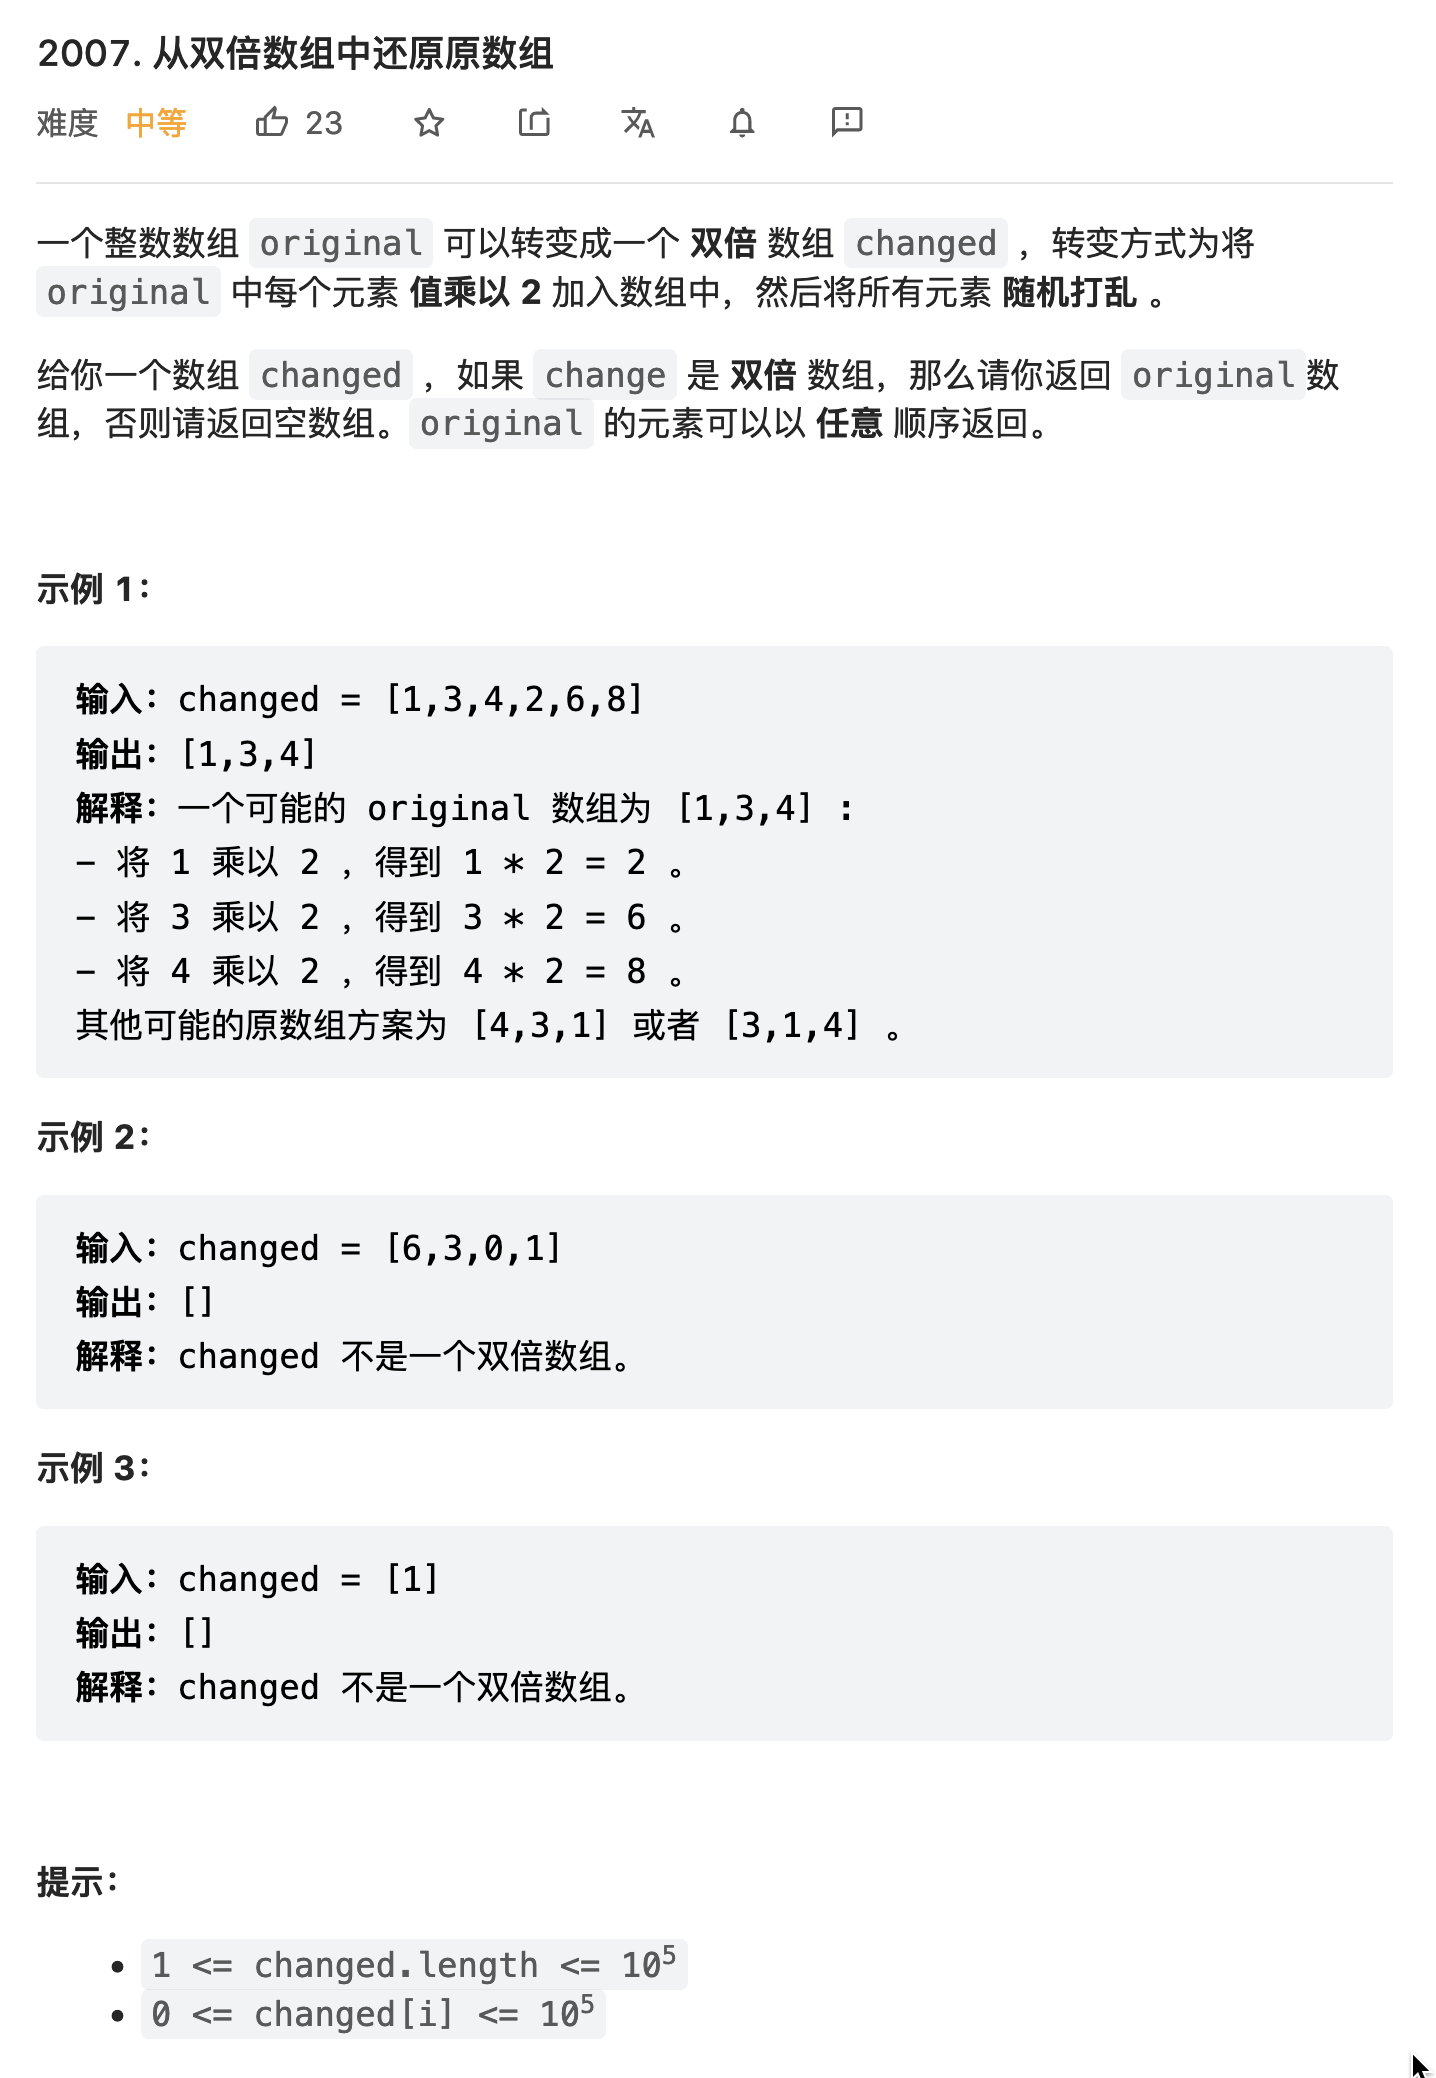 2007. 从双倍数组中还原原数组
难度 中等 23
一个整数数组 original 可以转变成一个 双倍 数组 changed ，转变方式为将
original 中每个元素 值乘以 2 加入数组中，然后将所有元素 随机打乱 。
给你一个数组 changed ，如果 change 是 双倍 数组，那么请你返回 original数
组，否则请返回空数组。original 的元素可以以 任意 顺序返回。
示例 1：
输入：changed = [1,3,4,2,6,8]
输出：[1,3,4]
解释：一个可能的 original 数组为 [1,3,4] :
- 将 1 乘以 2 ，得到 1 * 2 = 2 。
- 将 3 乘以 2 ，得到 3 * 2 = 6 。
- 将 4 乘以 2 ，得到 4 * 2 = 8 。
其他可能的原数组方案为 [4,3,1] 或者 [3,1,4] 。
示例 2：
输入：changed = [6,3,0,1]
输出：[]
解释：changed 不是一个双倍数组。
示例 3：
输入：changed = [1]
输出：[]
解释：changed 不是一个双倍数组。
提示：
• 1 <= changed.length <= 10⁵
• 0 <= changed[i] <= 10⁵